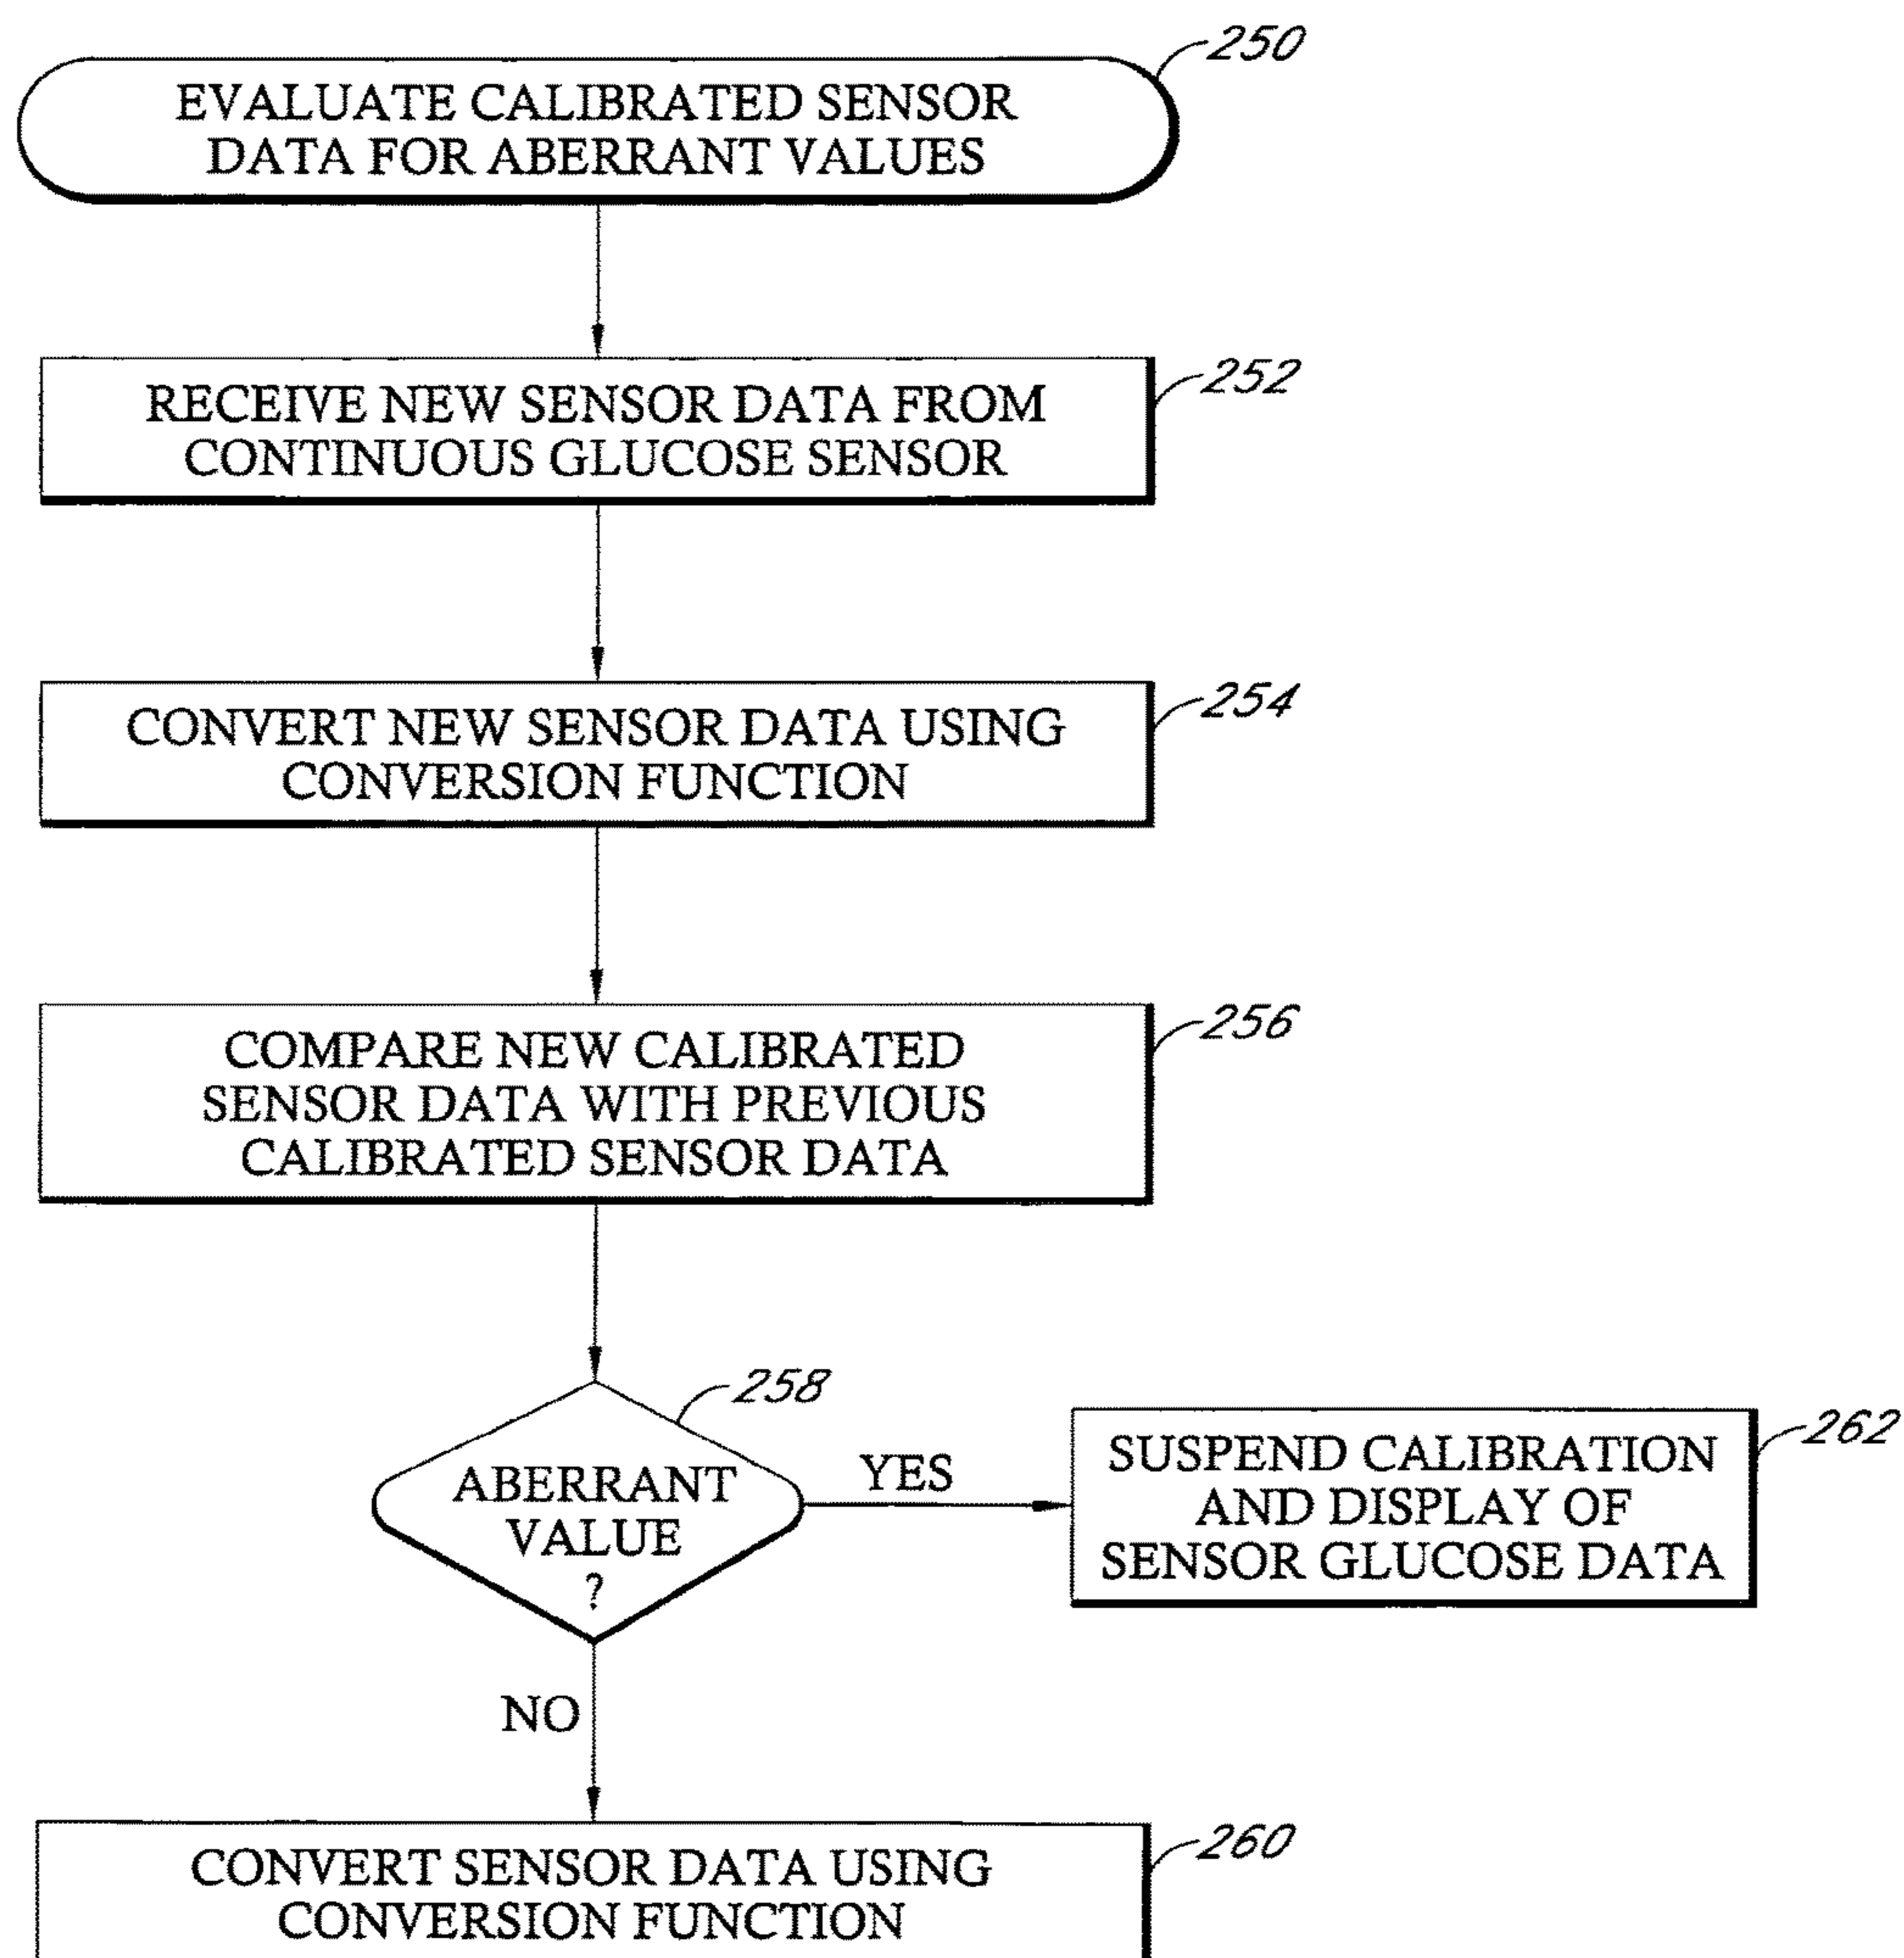 250
EVALUATE CALIBRATED SENSOR
DATA FOR ABERRANT VALUES
252
RECEIVE NEW SENSOR DATA FROM
CONTINUOUS GLUCOSE SENSOR
254
CONVERT NEW SENSOR DATA USING
CONVERSION FUNCTION
256
COMPARE NEW CALIBRATED
SENSOR DATA WITH PREVIOUS
CALIBRATED SENSOR DATA
258
ABERRANT
VALUE
?
YES
262
SUSPEND CALIBRATION
AND DISPLAY OF
SENSOR GLUCOSE DATA
NO
260
CONVERT SENSOR DATA USING
CONVERSION FUNCTION